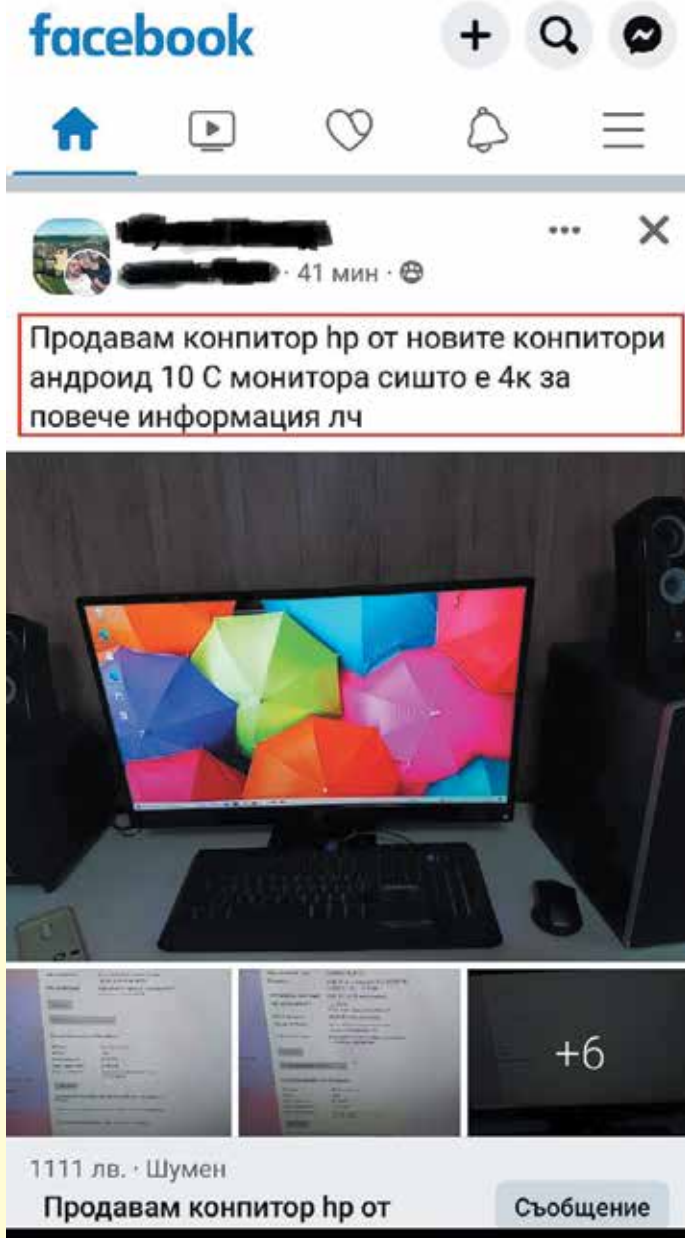 facebook
41 мин ·
Продавам конпитор hp от новите конпитори
андроид 10 С монитора сишто е 4к за
повече информация лч
+6
1111 лв. · Шумен
Продавам конпитор hp от
Съобщение